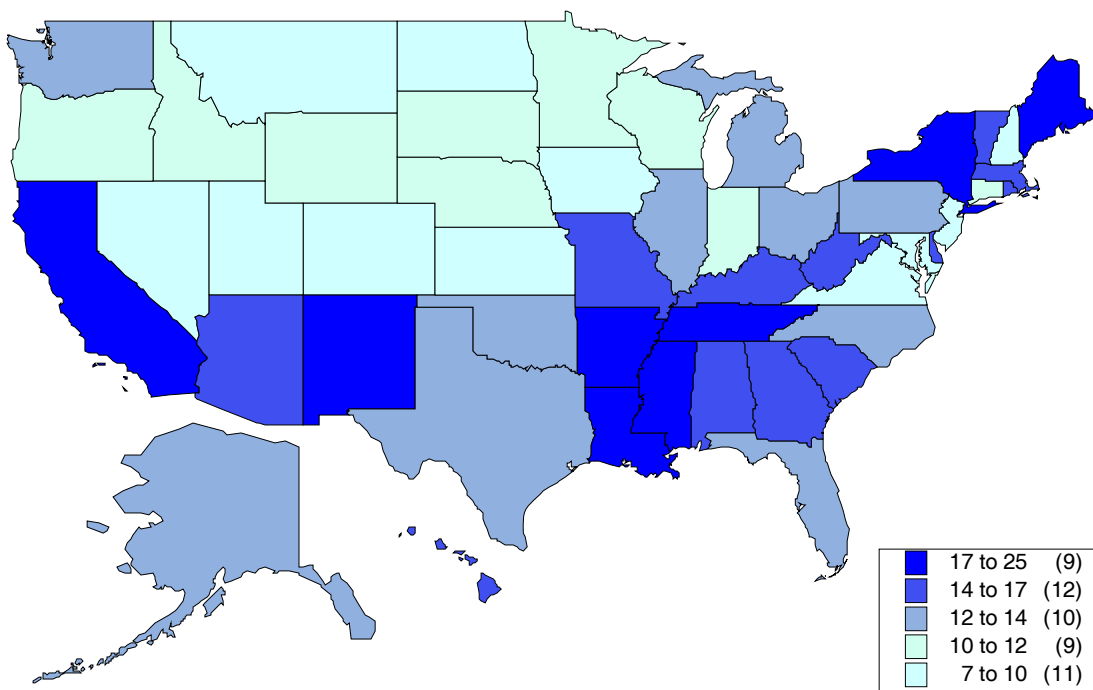 17 to 25 (9)
14 to 17 (12)
12 to 14 (10)
10 to 12 (9)
7 to 10 (11)